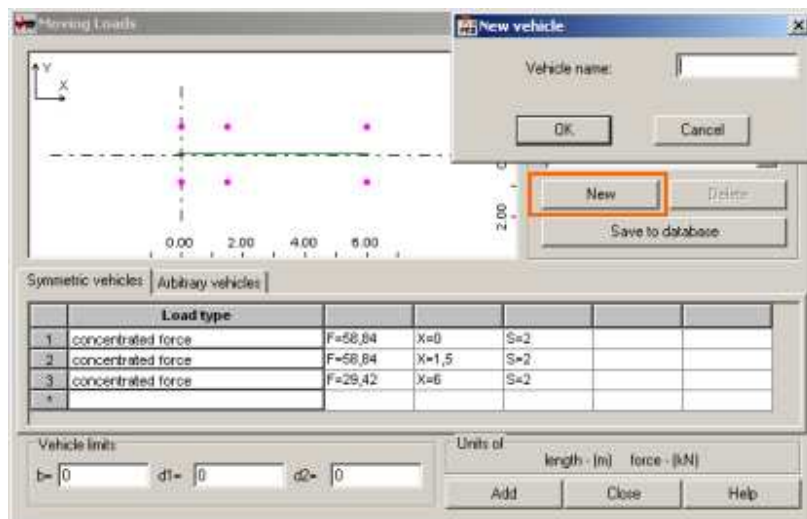 Moving Loads
New vehicle
Vehicle name:
OK
Cancel
Y
X
0.00 2.00 4.00 6.00
2.00
New
Delete
Save to database
Symmetric vehicles
Arbitrary vehicles
Load type
1 concentrated force F=58,84 X=0 S=2
2 concentrated force F=58,84 X=1,5 S=2
3 concentrated force F=29,42 X=6 S=2
*
Vehicle limits
b= 0 d1= 0 d2= 0
Units of
length - (m) force - (kN)
Add
Close
Help